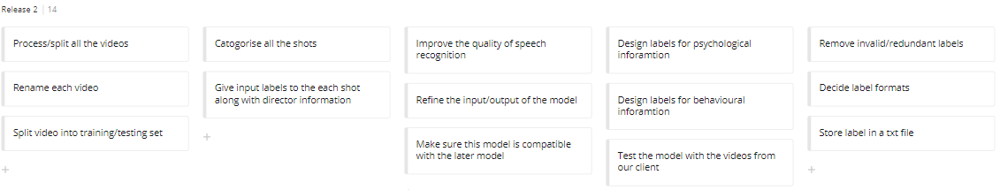 Release 2 | 14
Process/split all the videos
Rename each video
Split video into training/testing set
+
Catogorise all the shots
Give input labels to the each shot
along with director information
+
Improve the quality of speech
recognition
Refine the input/output of the model
Make sure this model is compatible
with the later model
Design labels for psychological
inforamtion
Design labels for behavioural
inforamtion
Test the model with the videos from
our client
Remove invalid/redundant labels
Decide label formats
Store label in a txt file
+